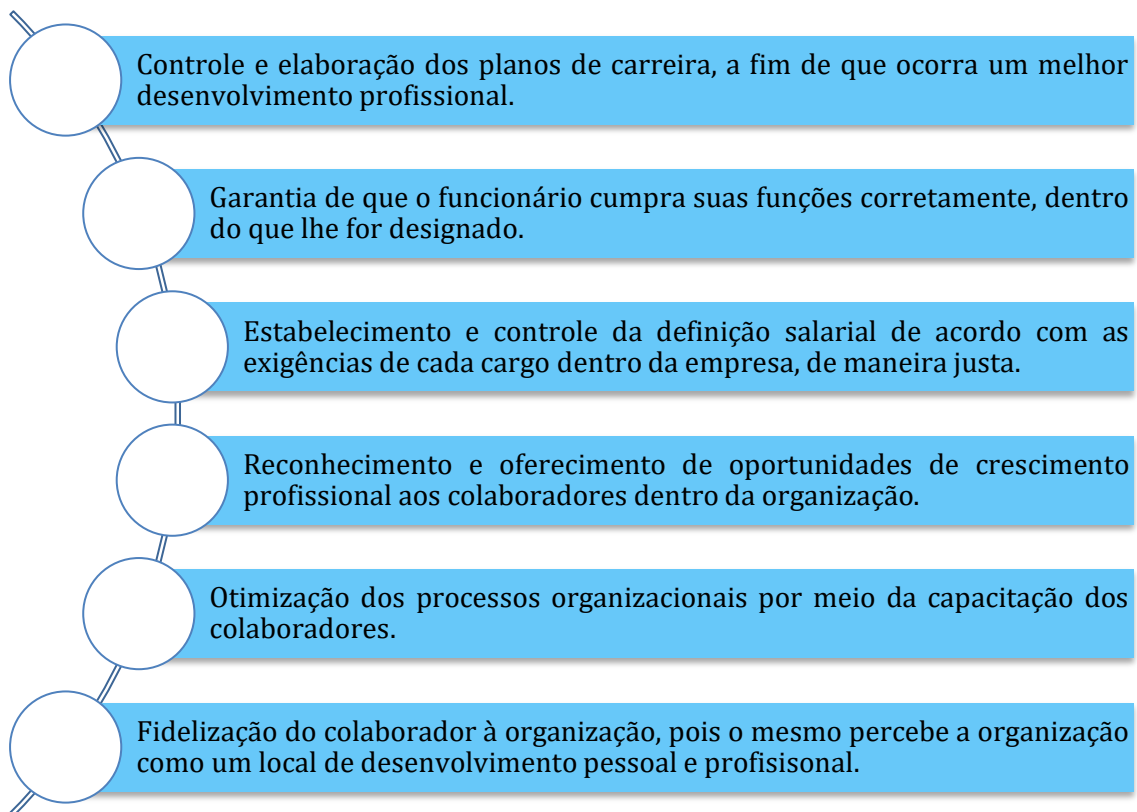 Controle e elaboração dos planos de carreira, a fim de que ocorra um melhor
desenvolvimento profissional.
Garantia de que o funcionário cumpra suas funções corretamente, dentro
do que lhe for designado.
Estabelecimento e controle da definição salarial de acordo com as
exigências de cada cargo dentro da empresa, de maneira justa.
Reconhecimento e oferecimento de oportunidades de crescimento
profissional aos colaboradores dentro da organização.
Otimização dos processos organizacionais por meio da capacitação dos
colaboradores.
Fidelização do colaborador à organização, pois o mesmo percebe a organização
como um local de desenvolvimento pessoal e profisisonal.